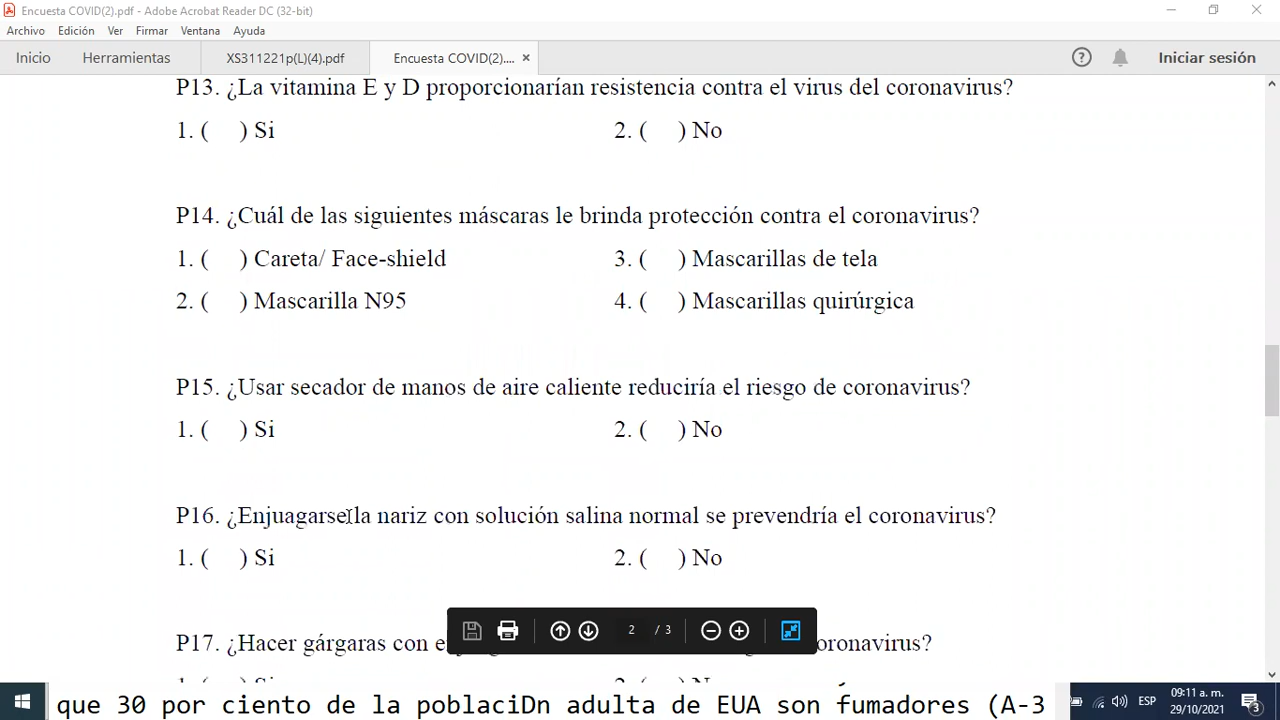 Encuesta COVID(2).pdf - Adobe Acrobat Reader DC (32-bit)
Archivo Edición Ver Firmar Ventana Ayuda
Inicio Herramientas XS311221p(L)(4).pdf Encuesta COVID(2).... × Iniciar sesión
P13. ¿La vitamina E y D proporcionarían resistencia contra el virus del coronavirus?
1. ( ) Si 2. ( ) No
P14. ¿Cuál de las siguientes máscaras le brinda protección contra el coronavirus?
1. ( ) Careta/ Face-shield 3. ( ) Mascarillas de tela
2. ( ) Mascarilla N95 4. ( ) Mascarillas quirúrgica
P15. ¿Usar secador de manos de aire caliente reduciría el riesgo de coronavirus?
1. ( ) Si 2. ( ) No
P16. ¿Enjuagarse la nariz con solución salina normal se prevendría el coronavirus?
1. ( ) Si 2. ( ) No
2 / 3
P17. ¿Hacer gárgaras con coronavirus?
09:11 a. m.
ESP
29/10/2021
3
que 30 por ciento de la poblaciDn adulta de EUA son fumadores (A-3